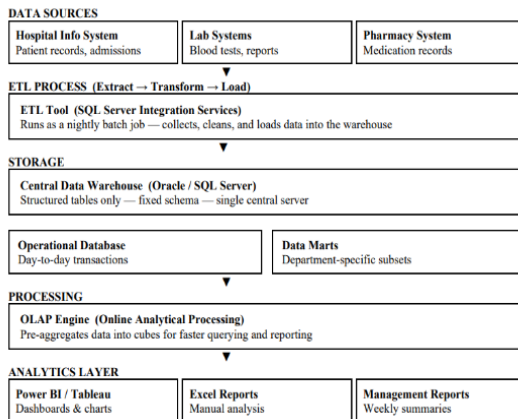 DATA SOURCES
Hospital Info System
Patient records, admissions
Lab Systems
Blood tests, reports
Pharmacy System
Medication records
ETL PROCESS (Extract → Transform → Load)
ETL Tool (SQL Server Integration Services)
Runs as a nightly batch job — collects, cleans, and loads data into the warehouse
STORAGE
Central Data Warehouse (Oracle / SQL Server)
Structured tables only — fixed schema — single central server
Operational Database
Day-to-day transactions
Data Marts
Department-specific subsets
PROCESSING
OLAP Engine (Online Analytical Processing)
Pre-aggregates data into cubes for faster querying and reporting
ANALYTICS LAYER
Power BI / Tableau
Dashboards & charts
Excel Reports
Manual analysis
Management Reports
Weekly summaries